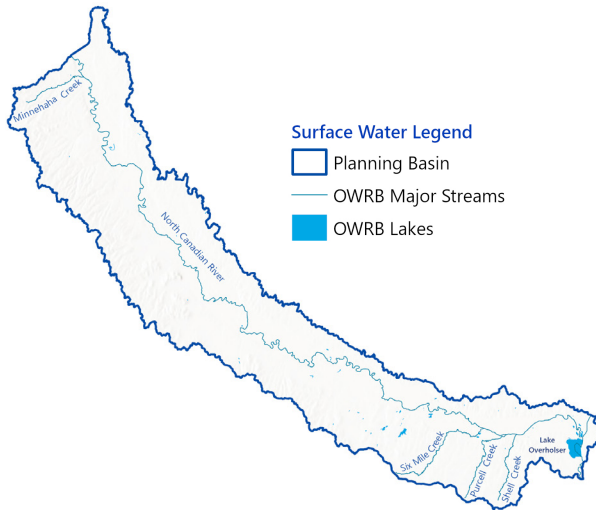 Minnehaha Creek
Surface Water Legend
Planning Basin
OWRB Major Streams
OWRB Lakes
North Canadian River
Six Mile Creek
Purcell Creek
Shell Creek
Lake
Overholser